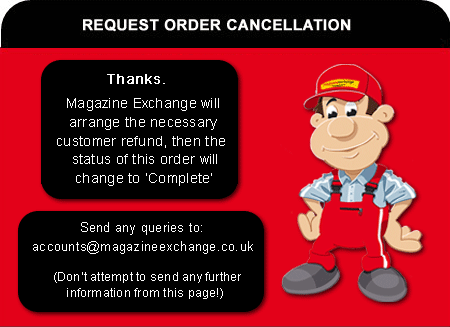 REQUEST ORDER CANCELLATION
Thanks.
Magazine Exchange will
arrange the necessary
customer refund, then the
status of this order will
change to 'Complete'
Send any queries to:
accounts@magazineexchange.co.uk
(Don't attempt to send any further
information from this page!)